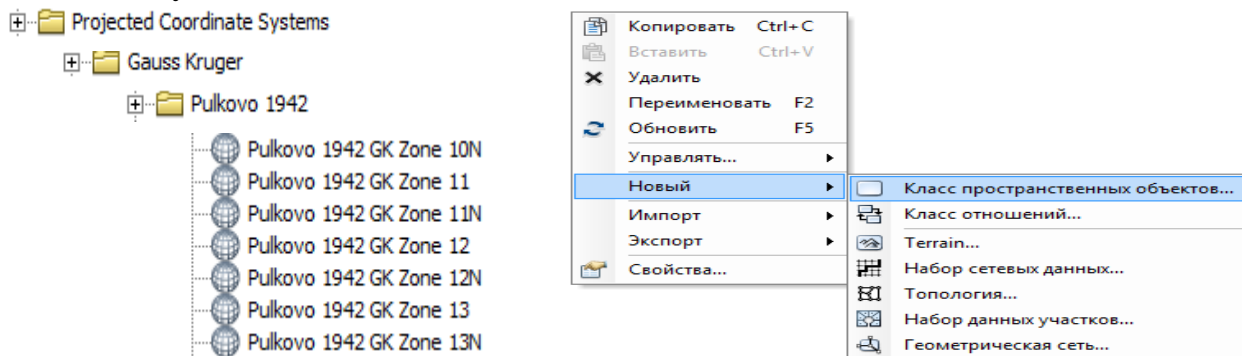 Projected Coordinate Systems
Gauss Kruger
Pulkovo 1942
Pulkovo 1942 GK Zone 10N
Pulkovo 1942 GK Zone 11
Pulkovo 1942 GK Zone 11N
Pulkovo 1942 GK Zone 12
Pulkovo 1942 GK Zone 12N
Pulkovo 1942 GK Zone 13
Pulkovo 1942 GK Zone 13N
Копировать Ctrl+C
Вставить Ctrl+V
Удалить
Переименовать F2
Обновить F5
Управлять...
Новый
Импорт
Экспорт
Свойства...
Класс пространственных объектов...
Класс отношений...
Terrain...
Набор сетевых данных...
Топология...
Набор данных участков...
Геометрическая сеть...